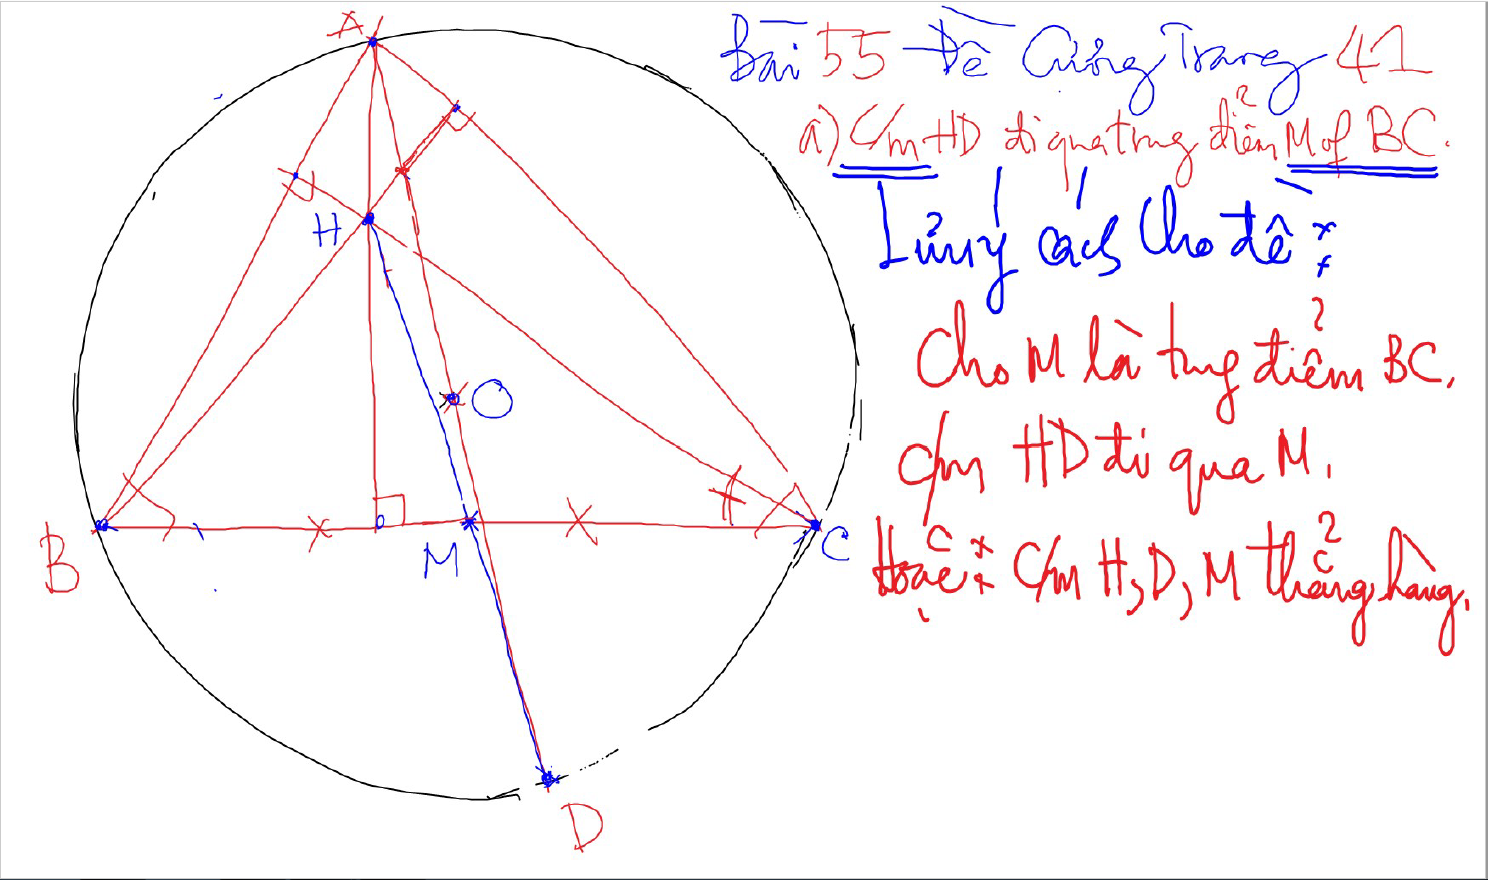 Bài 55 - Đề Cương Trang 41
a) C/m HD đi qua trung điểm M of BC.
Lưu ý cách cho đề :
Cho M là trung điểm BC.
c/m HD đi qua M.
Hoặc : C/m H, D, M thẳng hàng.
A
H
O
B
M
C
D